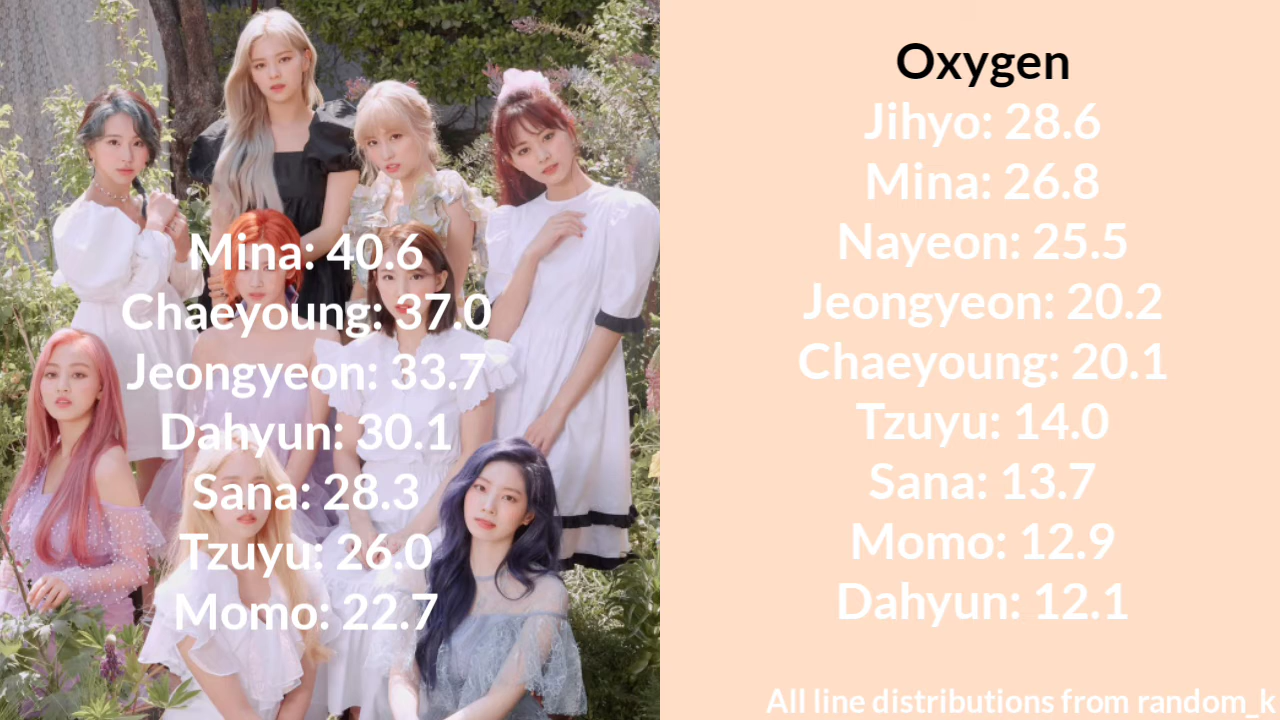 Mina: 40.6
Chaeyoung: 37.0
Jeongyeon: 33.7
Dahyun: 30.1
Sana: 28.3
Tzuyu: 26.0
Momo: 22.7
Oxygen
Jihyo: 28.6
Mina: 26.8
Nayeon: 25.5
Jeongyeon: 20.2
Chaeyoung: 20.1
Tzuyu: 14.0
Sana: 13.7
Momo: 12.9
Dahyun: 12.1
All line distributions from random_k